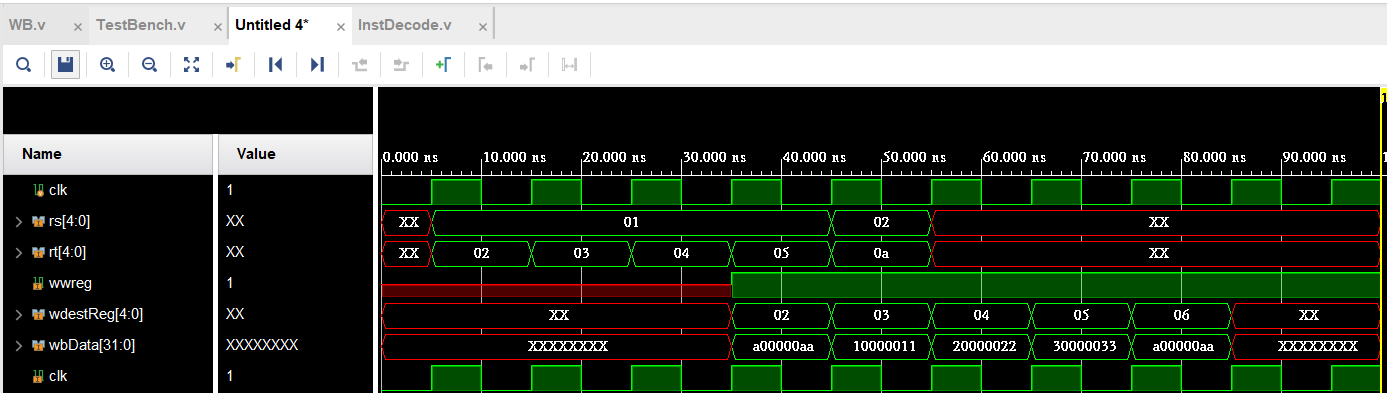 WB.v × TestBench.v × Untitled 4* × InstDecode.v ×
1
Name Value
0.000 ns 10.000 ns 20.000 ns 30.000 ns 40.000 ns 50.000 ns 60.000 ns 70.000 ns 80.000 ns 90.000 ns 1
clk 1
rs[4:0] XX XX 01 02 XX
rt[4:0] XX XX 02 03 04 05 0a XX
wwreg 1
wdestReg[4:0] XX XX 02 03 04 05 06 XX
wbData[31:0] XXXXXXXX XXXXXXXX a00000aa 10000011 20000022 30000033 a00000aa XXXXXXXX
clk 1